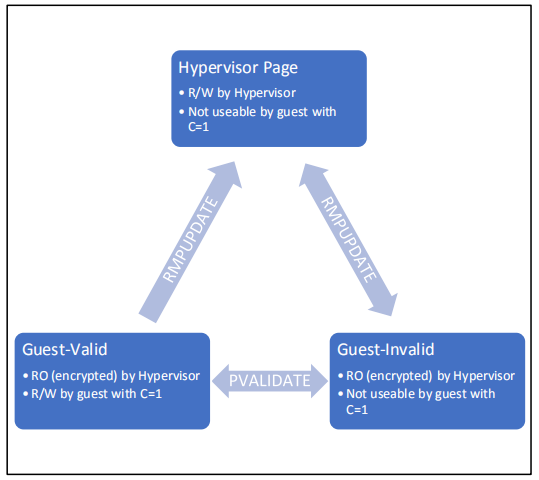 Hypervisor Page
• R/W by Hypervisor
• Not useable by guest with
C=1
RMPUPDATE
RMPUPDATE
Guest-Valid
• RO (encrypted) by Hypervisor
• R/W by guest with C=1
PVALIDATE
Guest-Invalid
• RO (encrypted) by Hypervisor
• Not useable by guest with
C=1